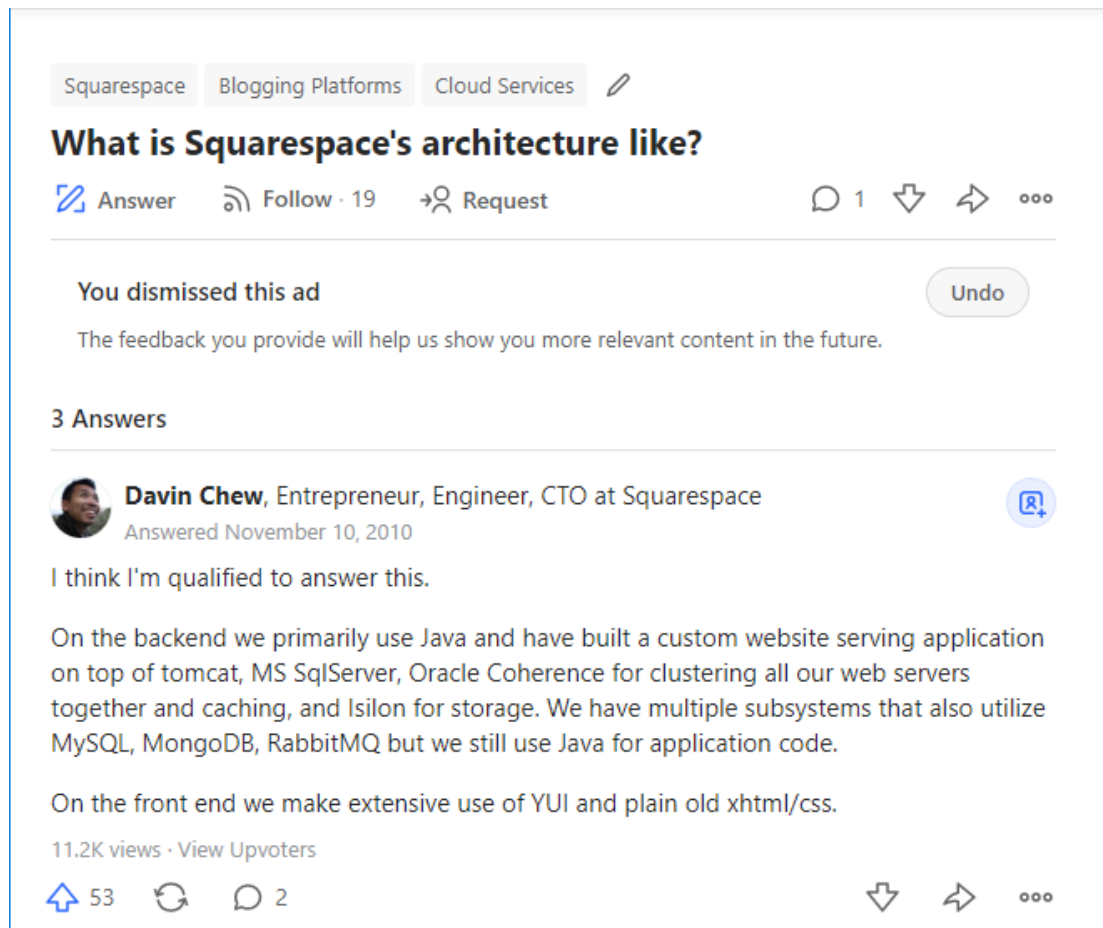 Squarespace Blogging Platforms Cloud Services
What is Squarespace's architecture like?
Answer Follow · 19 Request 1
You dismissed this ad Undo
The feedback you provide will help us show you more relevant content in the future.
3 Answers
Davin Chew, Entrepreneur, Engineer, CTO at Squarespace
Answered November 10, 2010
I think I'm qualified to answer this.
On the backend we primarily use Java and have built a custom website serving application
on top of tomcat, MS SqlServer, Oracle Coherence for clustering all our web servers
together and caching, and Isilon for storage. We have multiple subsystems that also utilize
MySQL, MongoDB, RabbitMQ but we still use Java for application code.
On the front end we make extensive use of YUI and plain old xhtml/css.
11.2K views · View Upvoters
53 2